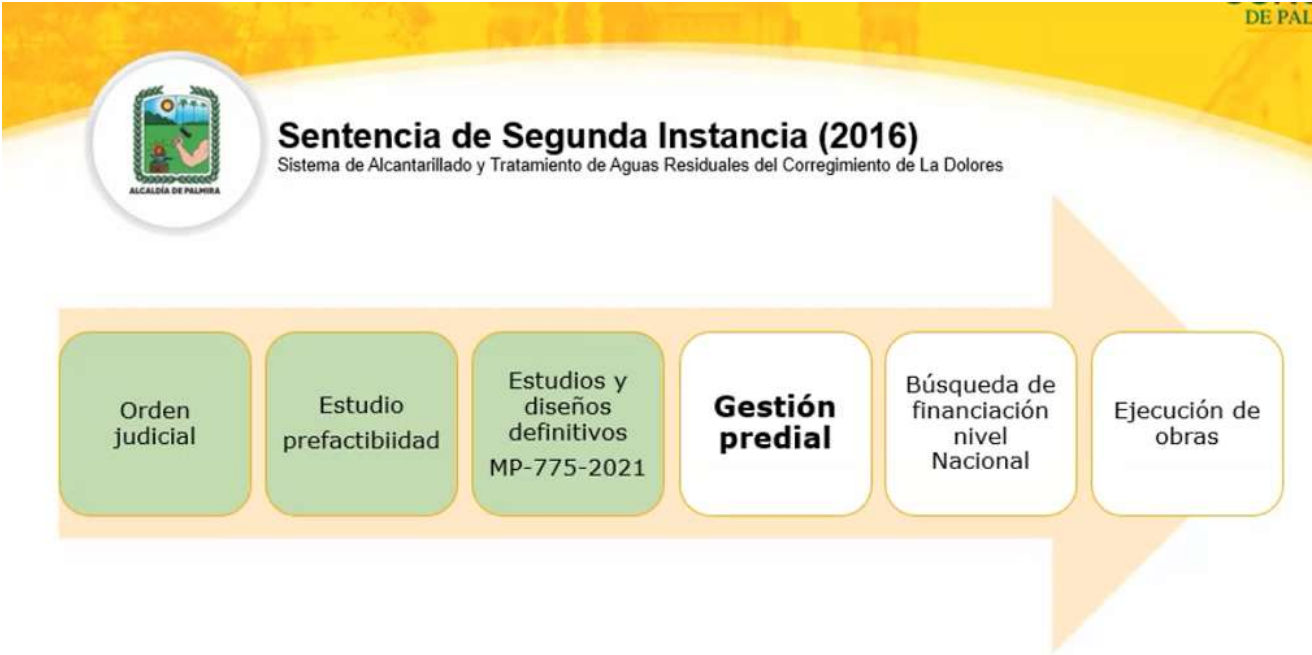 DE PAL
ALCALDÍA DE PALMIRA
Sentencia de Segunda Instancia (2016)
Sistema de Alcantarillado y Tratamiento de Aguas Residuales del Corregimiento de La Dolores
Orden
judicial
Estudio
prefactibiidad
Estudios y
diseños
definitivos
MP-775-2021
Gestión
predial
Búsqueda de
financiación
nivel
Nacional
Ejecución de
obras